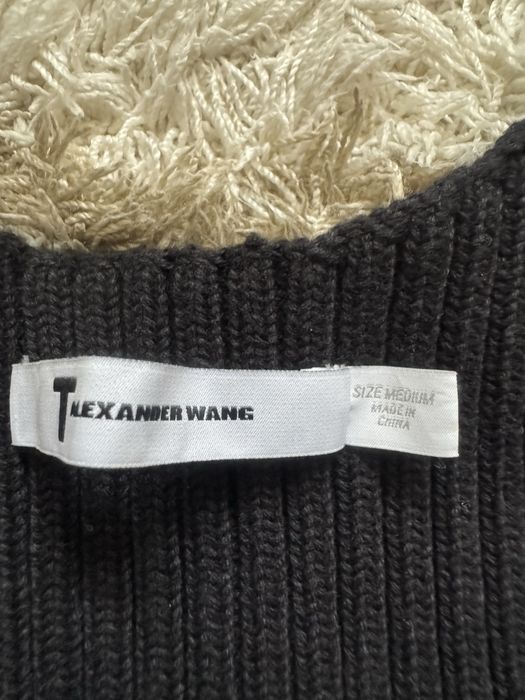 T ALEXANDER WANG
SIZE MEDIUM
MADE IN
CHINA